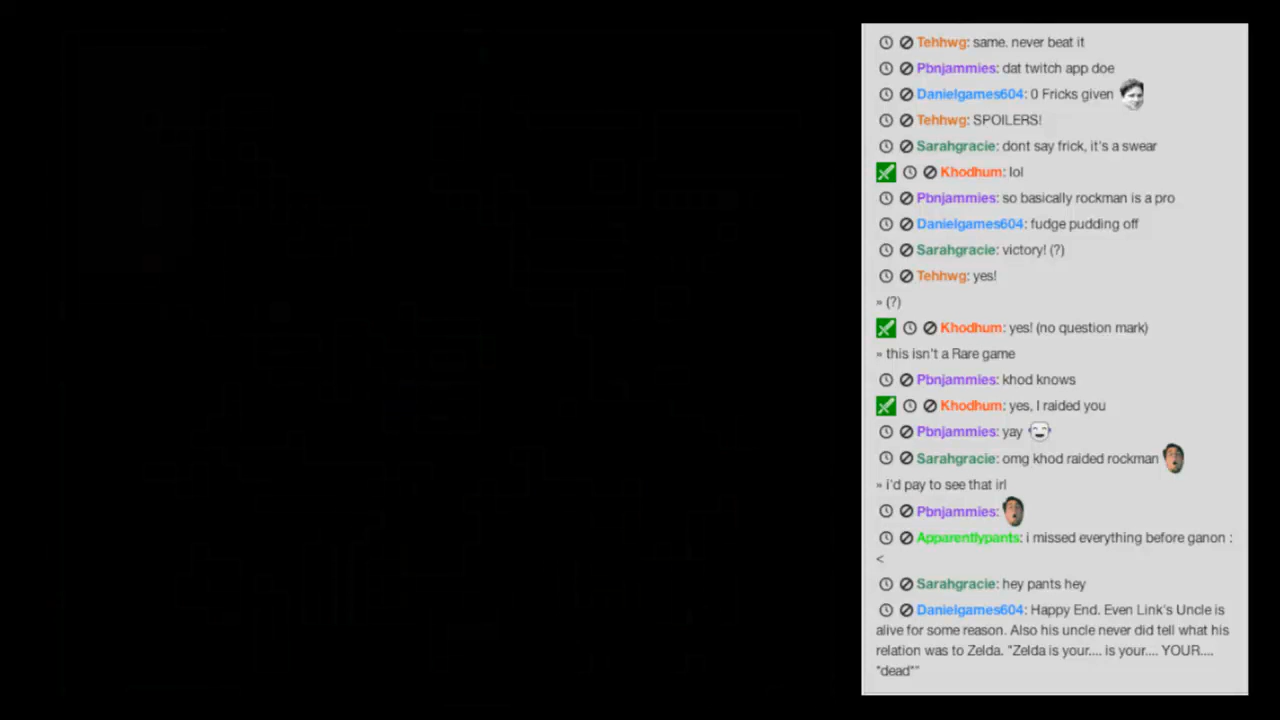 Tehhwg: same. never beat it
Pbnjammies: dat twitch app doe
Danielgames604: 0 Fricks given
Tehhwg: SPOILERS!
Sarahgracie: dont say frick, it's a swear
Khodhum: lol
Pbnjammies: so basically rockman is a pro
Danielgames604: fudge pudding off
Sarahgracie: victory! (?)
Tehhwg: yes!
» (?)
Khodhum: yes! (no question mark)
» this isn't a Rare game
Pbnjammies: khod knows
Khodhum: yes, I raided you
Pbnjammies: yay
Sarahgracie: omg khod raided rockman
» i'd pay to see that irl
Pbnjammies:
Apparentlypants: i missed everything before ganon :
<
Sarahgracie: hey pants hey
Danielgames604: Happy End. Even Link's Uncle is
alive for some reason. Also his uncle never did tell what his
relation was to Zelda. "Zelda is your.... is your.... YOUR....
*dead*"